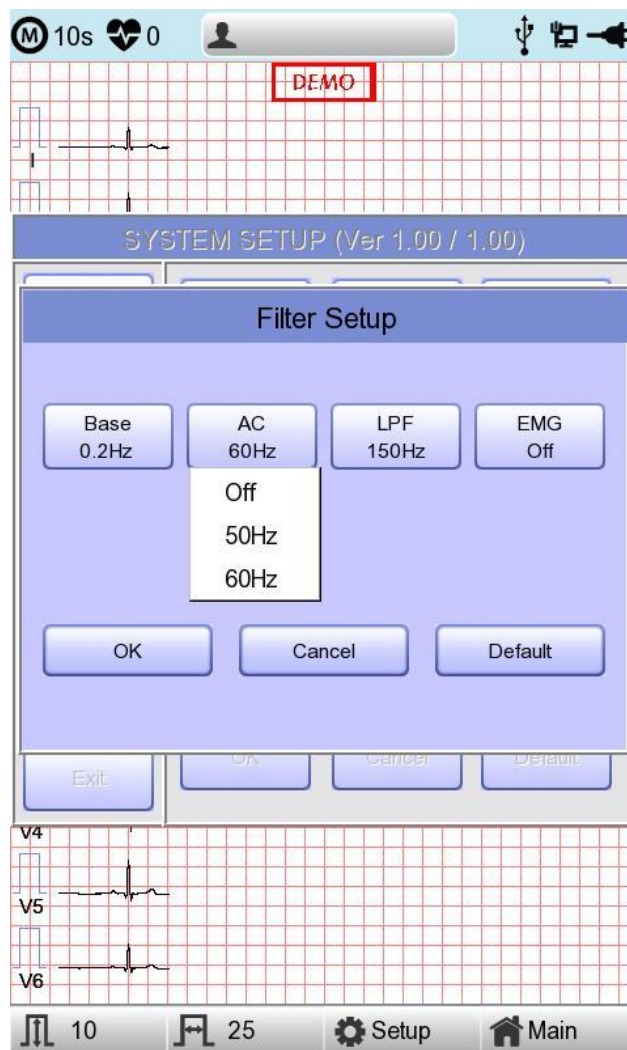 M 10s 0
DEMO
I
SYSTEM SETUP (Ver 1.00 / 1.00)
Filter Setup
Base AC LPF EMG
0.2Hz 60Hz 150Hz Off
Off
50Hz
60Hz
OK Cancel Default
Exit OK Cancel Default
V4
V5
V6
10 25 Setup Main